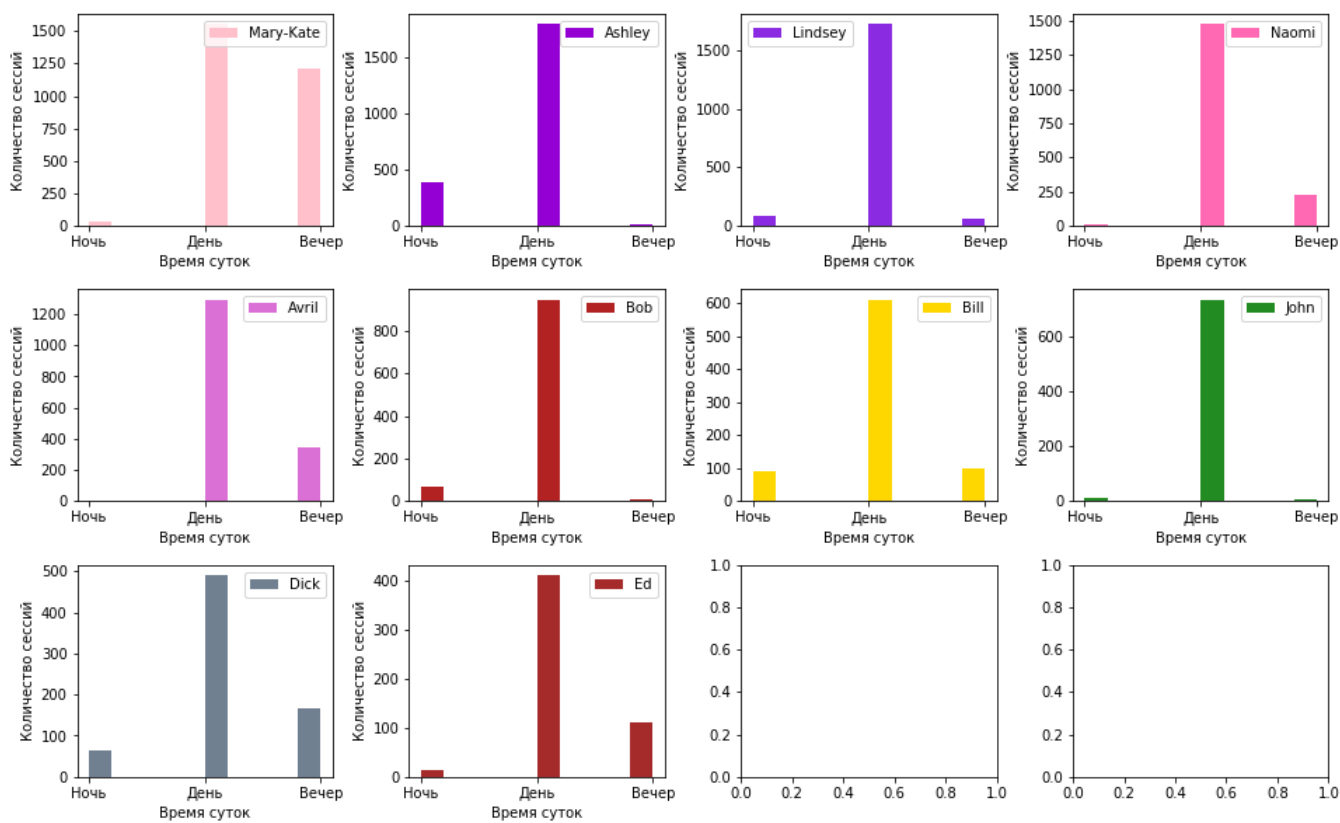 Mary-Kate
Количество сессий
1500
1250
1000
750
500
250
0
Ночь День Вечер
Время суток
Ashley
Количество сессий
1500
1000
500
0
Ночь День Вечер
Время суток
Lindsey
Количество сессий
1500
1000
500
0
Ночь День Вечер
Время суток
Naomi
Количество сессий
1500
1250
1000
750
500
250
0
Ночь День Вечер
Время суток
Avril
Количество сессий
1200
1000
800
600
400
200
0
Ночь День Вечер
Время суток
Bob
Количество сессий
800
600
400
200
0
Ночь День Вечер
Время суток
Bill
Количество сессий
600
500
400
300
200
100
0
Ночь День Вечер
Время суток
John
Количество сессий
600
400
200
0
Ночь День Вечер
Время суток
Dick
Количество сессий
500
400
300
200
100
0
Ночь День Вечер
Время суток
Ed
Количество сессий
400
300
200
100
0
Ночь День Вечер
Время суток
1.0
0.8
0.6
0.4
0.2
0.0
0.0 0.2 0.4 0.6 0.8 1.0
1.0
0.8
0.6
0.4
0.2
0.0
0.0 0.2 0.4 0.6 0.8 1.0